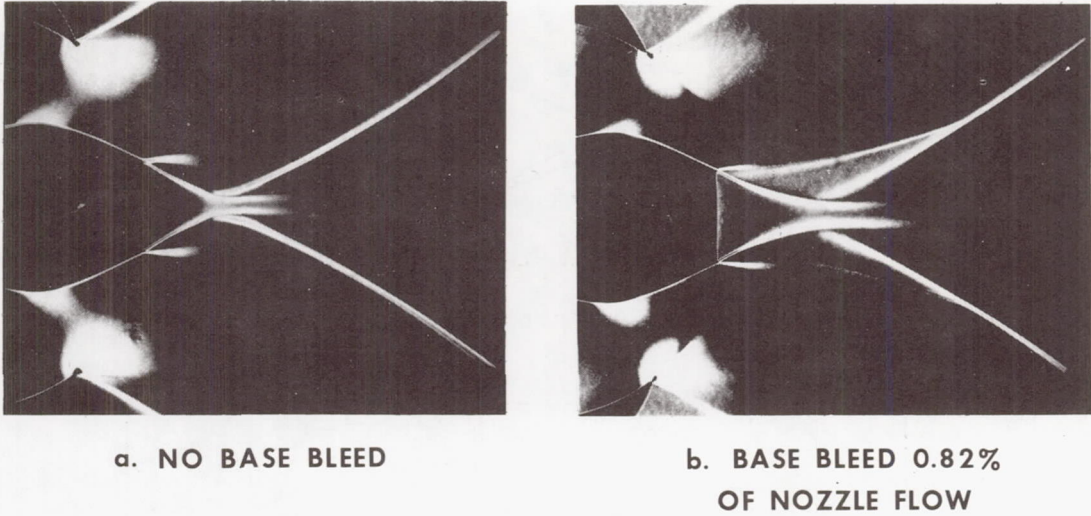 a. NO BASE BLEED
b. BASE BLEED 0.82%
OF NOZZLE FLOW